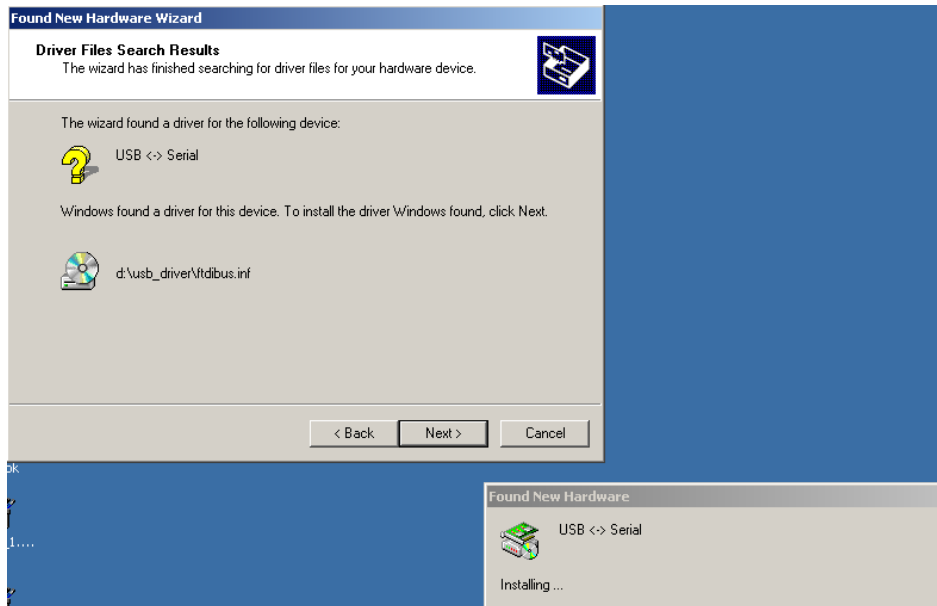 Found New Hardware Wizard
Driver Files Search Results
The wizard has finished searching for driver files for your hardware device.
The wizard found a driver for the following device:
USB <-> Serial
Windows found a driver for this device. To install the driver Windows found, click Next.
d:\usb_driver\ftdibus.inf
< Back
Next >
Cancel
ok
_1....
Found New Hardware
USB <-> Serial
Installing ...